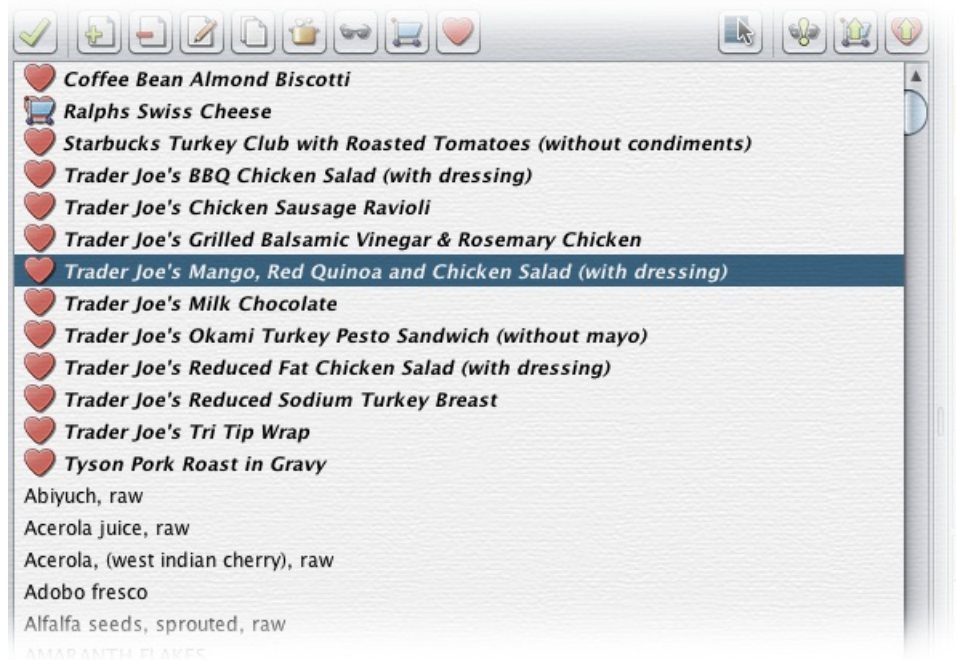 Coffee Bean Almond Biscotti
Ralphs Swiss Cheese
Starbucks Turkey Club with Roasted Tomatoes (without condiments)
Trader Joe's BBQ Chicken Salad (with dressing)
Trader Joe's Chicken Sausage Ravioli
Trader Joe's Grilled Balsamic Vinegar & Rosemary Chicken
Trader Joe's Mango, Red Quinoa and Chicken Salad (with dressing)
Trader Joe's Milk Chocolate
Trader Joe's Okami Turkey Pesto Sandwich (without mayo)
Trader Joe's Reduced Fat Chicken Salad (with dressing)
Trader Joe's Reduced Sodium Turkey Breast
Trader Joe's Tri Tip Wrap
Tyson Pork Roast in Gravy
Abiyuch, raw
Acerola juice, raw
Acerola, (west indian cherry), raw
Adobo fresco
Alfalfa seeds, sprouted, raw
AMARANTH FLAKES